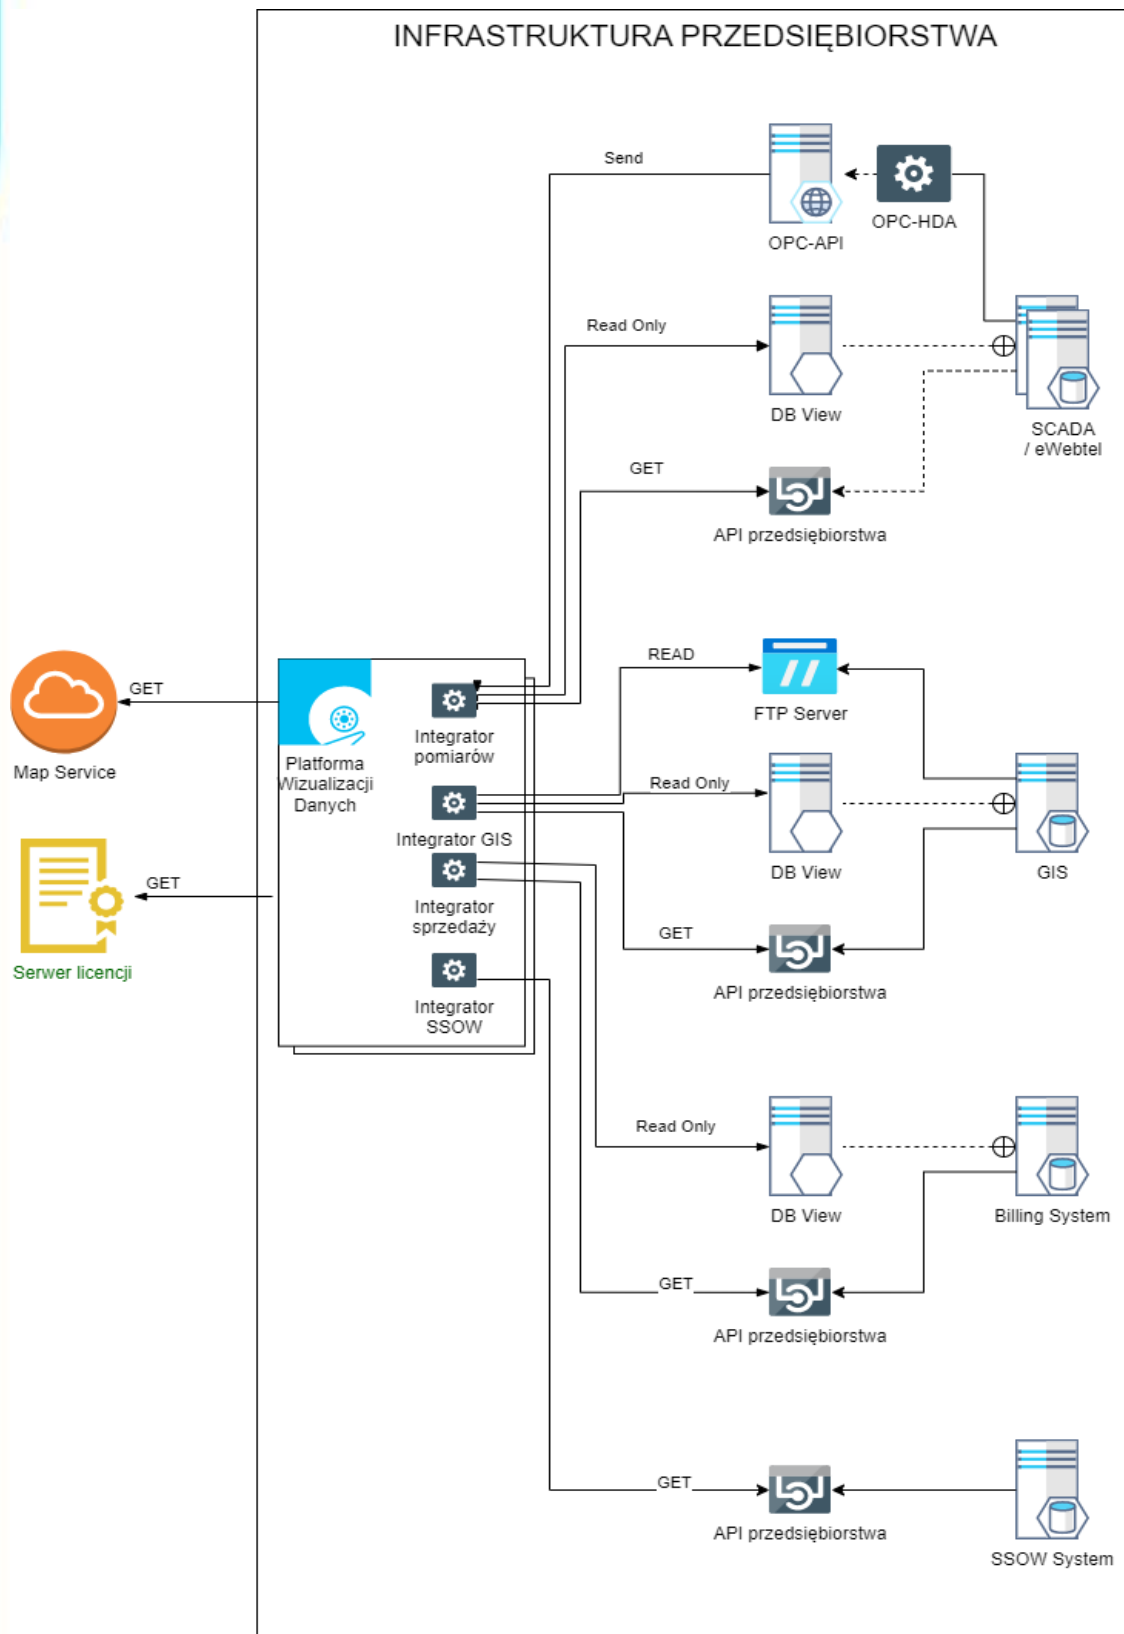 INFRASTRUKTURA PRZEDSIĘBIORSTWA
Send
OPC-API
OPC-HDA
Read Only
DB View
SCADA
/ eWebtel
GET
API przedsiębiorstwa
GET
Map Service
GET
Serwer licencji
Platforma
Wizualizacji
Danych
Integrator
pomiarów
Integrator GIS
Integrator
sprzedaży
Integrator
SSOW
READ
FTP Server
Read Only
DB View
GIS
GET
API przedsiębiorstwa
Read Only
DB View
Billing System
GET
API przedsiębiorstwa
GET
API przedsiębiorstwa
SSOW System